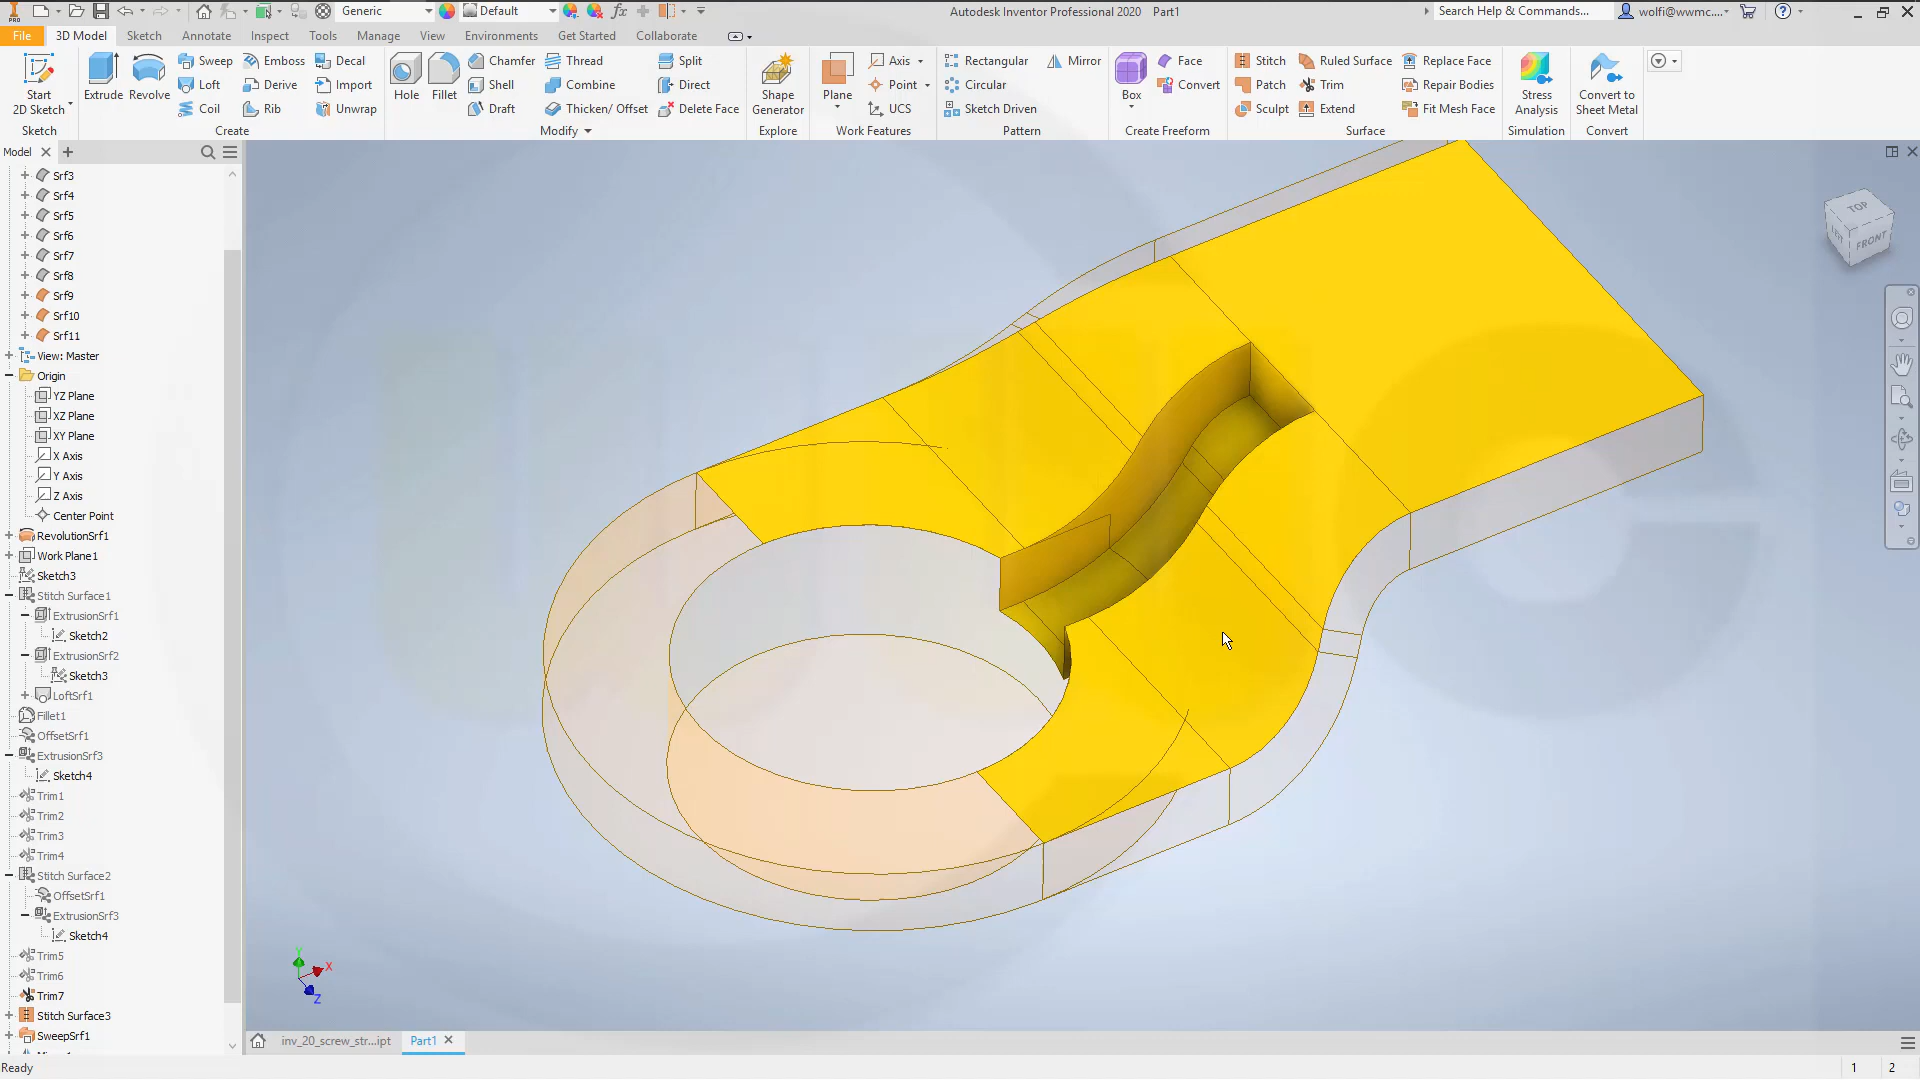 Generic
Default
fx
Autodesk Inventor Professional 2020 Part1
Search Help & Commands...
wolfi@wwmc....
PRO
File
3D Model
Sketch
Annotate
Inspect
Tools
Manage
View
Environments
Get Started
Collaborate
Start
2D Sketch
Sketch
Extrude
Revolve
Sweep
Loft
Coil
Emboss
Derive
Rib
Decal
Import
Unwrap
Create
Hole
Fillet
Chamfer
Shell
Draft
Thread
Combine
Thicken/ Offset
Split
Direct
Delete Face
Modify
Shape
Generator
Explore
Plane
Axis
Point
UCS
Work Features
Rectangular
Circular
Sketch Driven
Mirror
Pattern
Box
Face
Convert
Create Freeform
Stitch
Patch
Sculpt
Ruled Surface
Trim
Extend
Replace Face
Repair Bodies
Fit Mesh Face
Surface
Stress
Analysis
Simulation
Convert to
Sheet Metal
Convert
Model
Srf3
Srf4
Srf5
Srf6
Srf7
Srf8
Srf9
Srf10
Srf11
View: Master
Origin
YZ Plane
XZ Plane
XY Plane
X Axis
Y Axis
Z Axis
Center Point
RevolutionSrf1
Work Plane1
Sketch3
Stitch Surface1
ExtrusionSrf1
Sketch2
ExtrusionSrf2
Sketch3
LoftSrf1
Fillet1
OffsetSrf1
ExtrusionSrf3
Sketch4
Trim1
Trim2
Trim3
Trim4
Stitch Surface2
OffsetSrf1
ExtrusionSrf3
Sketch4
Trim5
Trim6
Trim7
Stitch Surface3
SweepSrf1
TOP
LEFT
FRONT
Y
X
Z
inv_20_screw_str...ipt
Part1
Ready
1
2